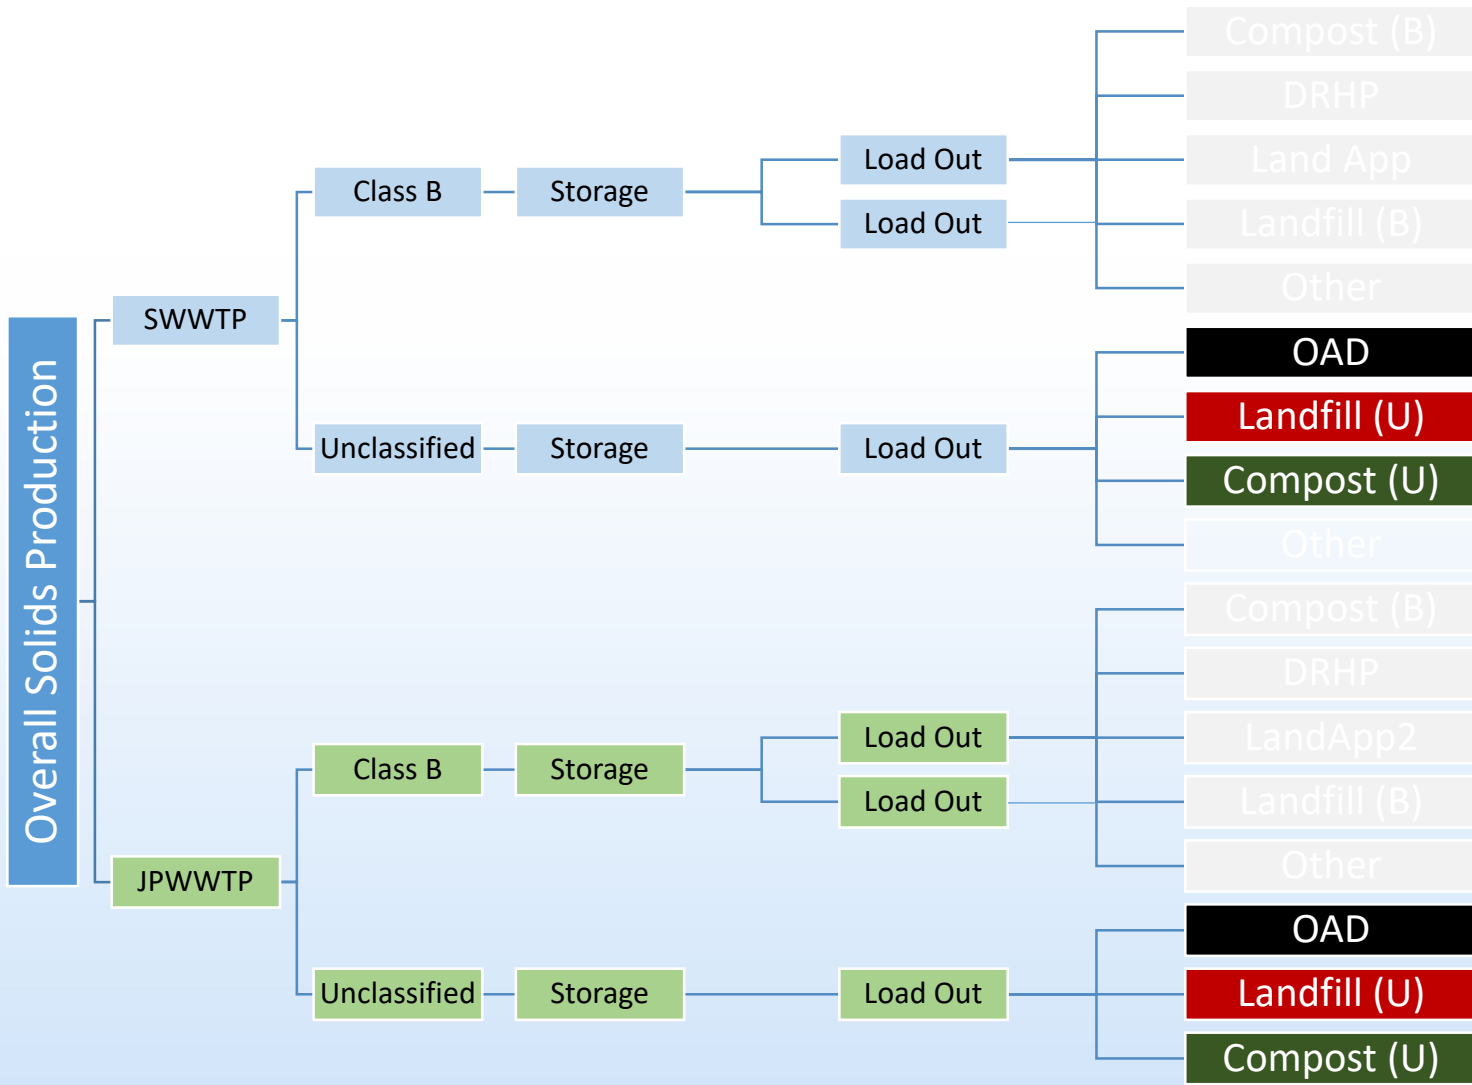 Overall Solids Production
SWWTP
Class B
Storage
Load Out
Load Out
Compost (B)
DRHP
Land App
Landfill (B)
Other
Unclassified
Storage
Load Out
OAD
Landfill (U)
Compost (U)
Other
JPWWTP
Class B
Storage
Load Out
Load Out
Compost (B)
DRHP
LandApp2
Landfill (B)
Other
Unclassified
Storage
Load Out
OAD
Landfill (U)
Compost (U)